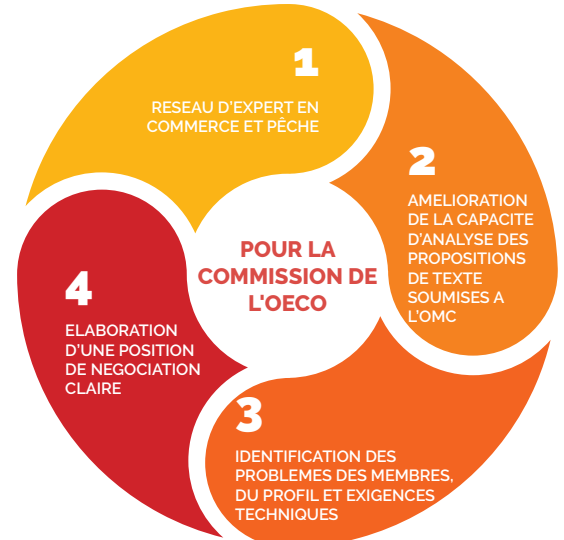 1
RESEAU D'EXPERT EN
COMMERCE ET PÊCHE
2
AMELIORATION
DE LA CAPACITE
D'ANALYSE DES
PROPOSITIONS
DE TEXTE
SOUMISES A
L'OMC
POUR LA
COMMISSION DE
L'OECO
3
IDENTIFICATION DES
PROBLEMES DES MEMBRES,
DU PROFIL ET EXIGENCES
TECHNIQUES
4
ELABORATION
D'UNE POSITION
DE NEGOCIATION
CLAIRE